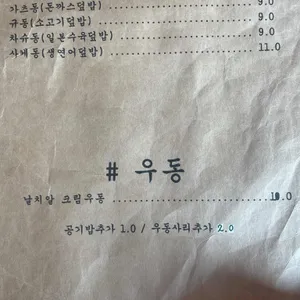 가츠동(돈까스덮밥) 9.0
규동(소고기덮밥) 9.0
차슈동(일본수육덮밥) 9.0
사케동(생연어덮밥) 11.0
# 우동
날치알 크림우동 10.0
공기밥추가 1.0 / 우동사리추가 2.0